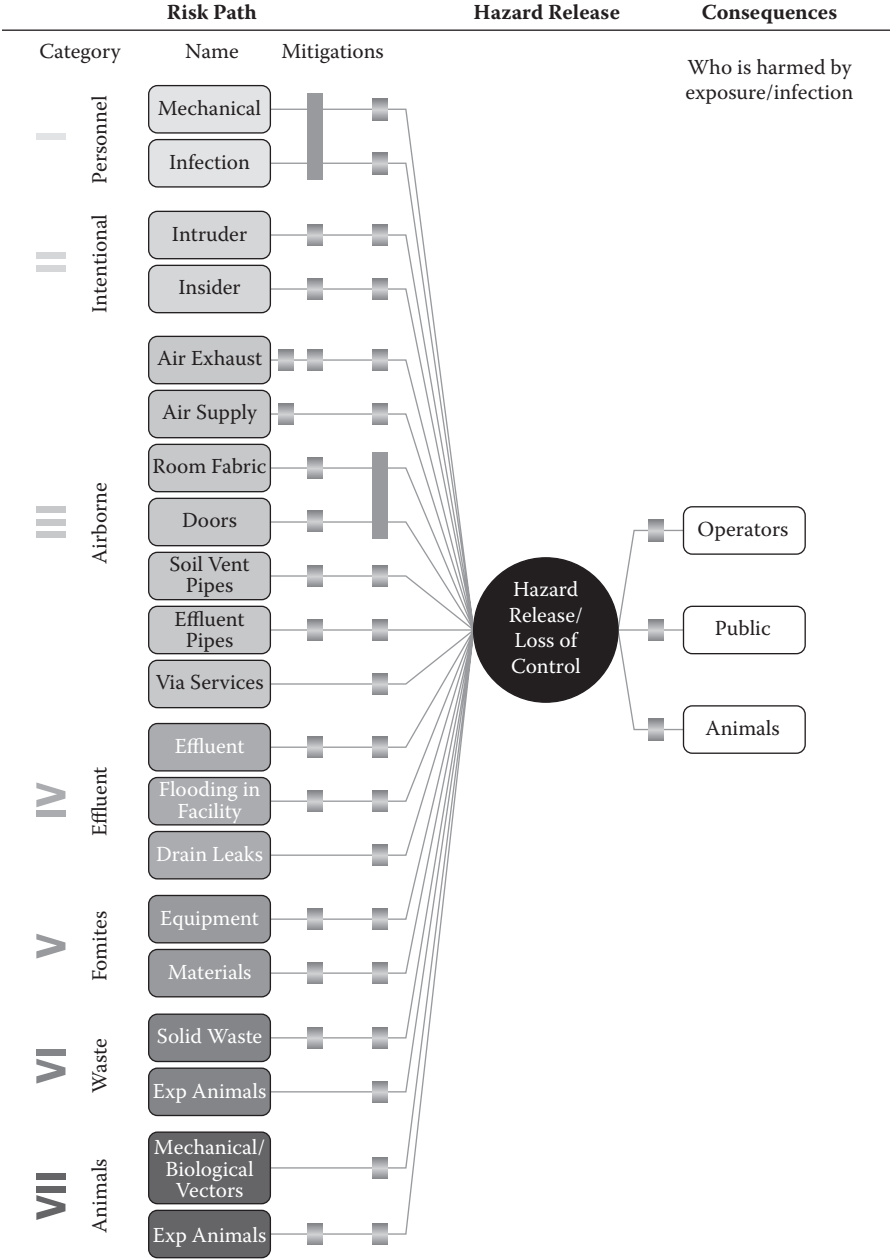 Risk Path Hazard Release Consequences
Category Name Mitigations
Who is harmed by
exposure/infection
I
Personnel
Mechanical
Infection
II
Intentional
Intruder
Insider
III
Airborne
Air Exhaust
Air Supply
Room Fabric
Doors
Soil Vent
Pipes
Effluent
Pipes
Via Services
IV
Effluent
Effluent
Flooding in
Facility
Drain Leaks
V
Fomites
Equipment
Materials
VI
Waste
Solid Waste
Exp Animals
VII
Animals
Mechanical/
Biological
Vectors
Exp Animals
Hazard
Release/
Loss of
Control
Operators
Public
Animals